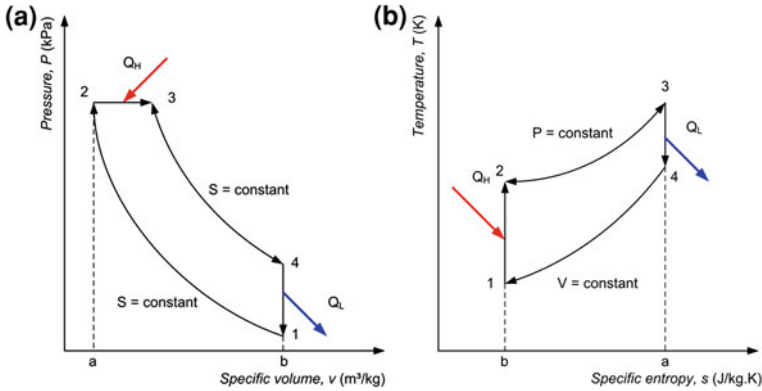 (a)
Pressure, P (kPa)
Q_H
2
3
S = constant
4
S = constant
Q_L
1
a
b
Specific volume, v (m³/kg)
(b)
Temperature, T (K)
3
P = constant
Q_L
Q_H
2
4
1
V = constant
b
a
Specific entropy, s (J/kg.K)